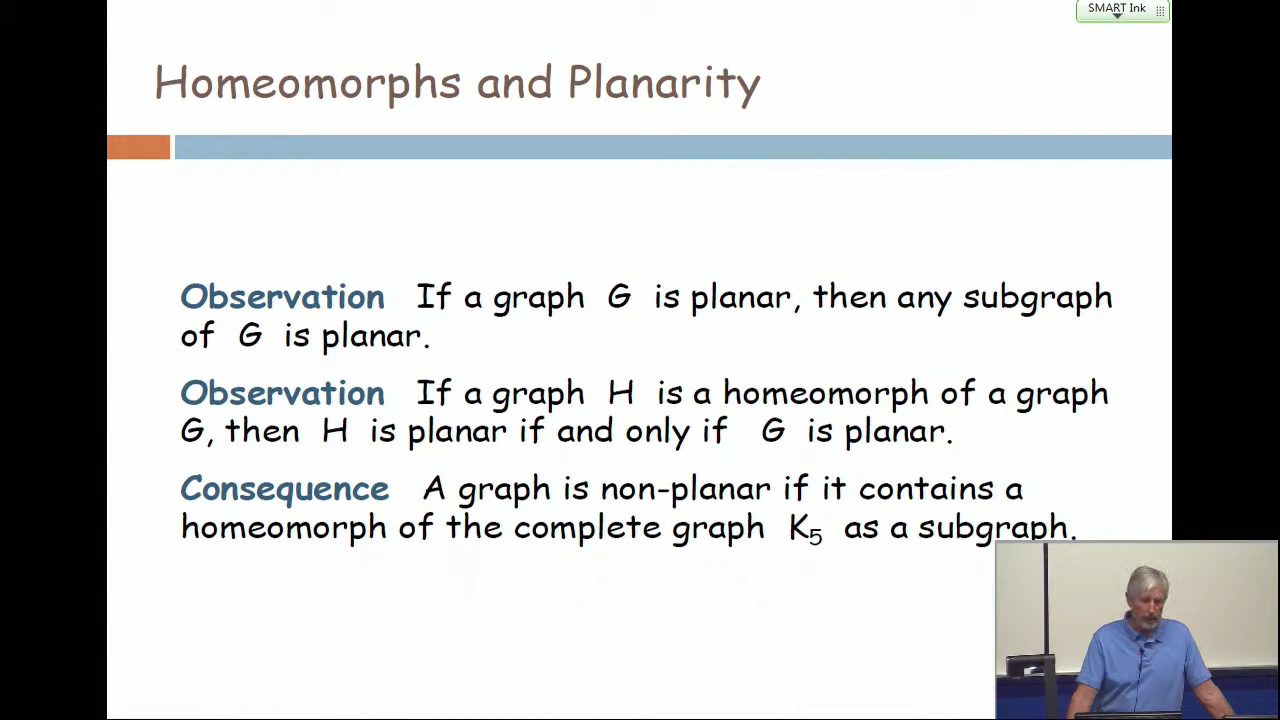 SMART Ink
Homeomorphs and Planarity
Observation If a graph G is planar, then any subgraph
of G is planar.
Observation If a graph H is a homeomorph of a graph
G, then H is planar if and only if G is planar.
Consequence A graph is non-planar if it contains a
homeomorph of the complete graph K₅ as a subgraph.